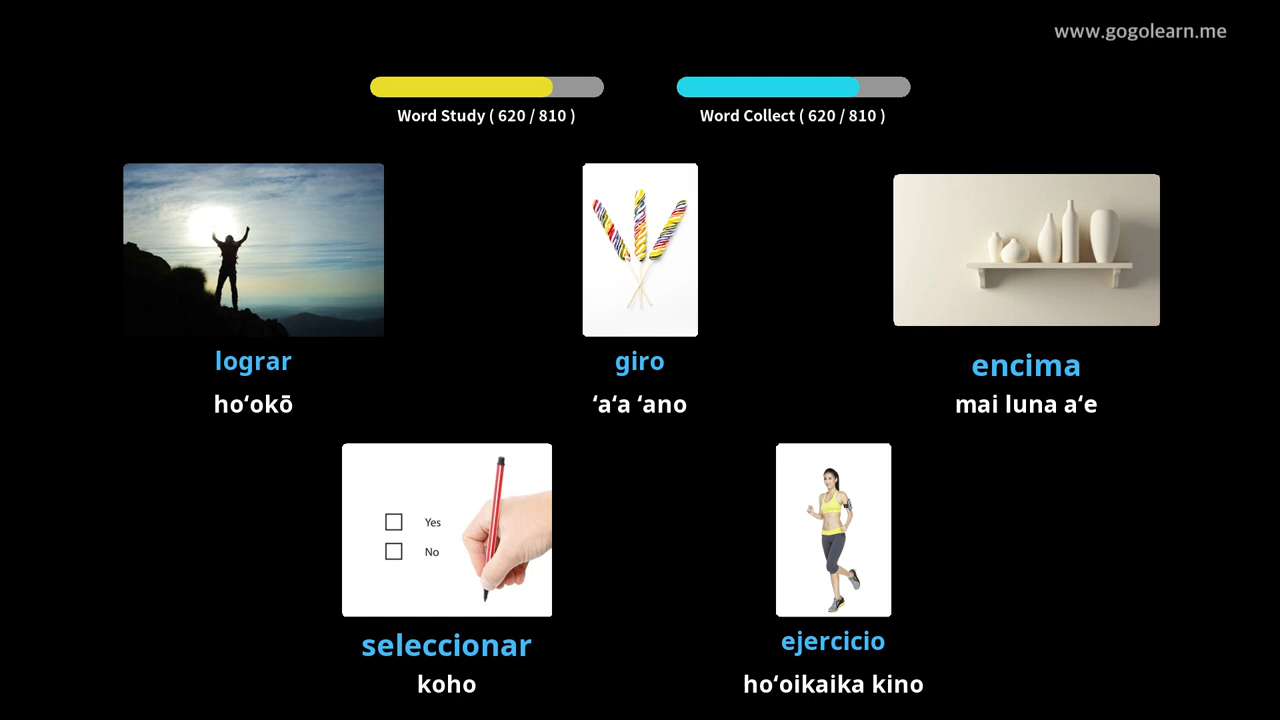 www.gogolearn.me
Word Study ( 620 / 810 )
Word Collect ( 620 / 810 )
lograr
hoʻokō
giro
ʻaʻa ʻano
encima
mai luna aʻe
Yes
No
seleccionar
koho
ejercicio
hoʻoikaika kino